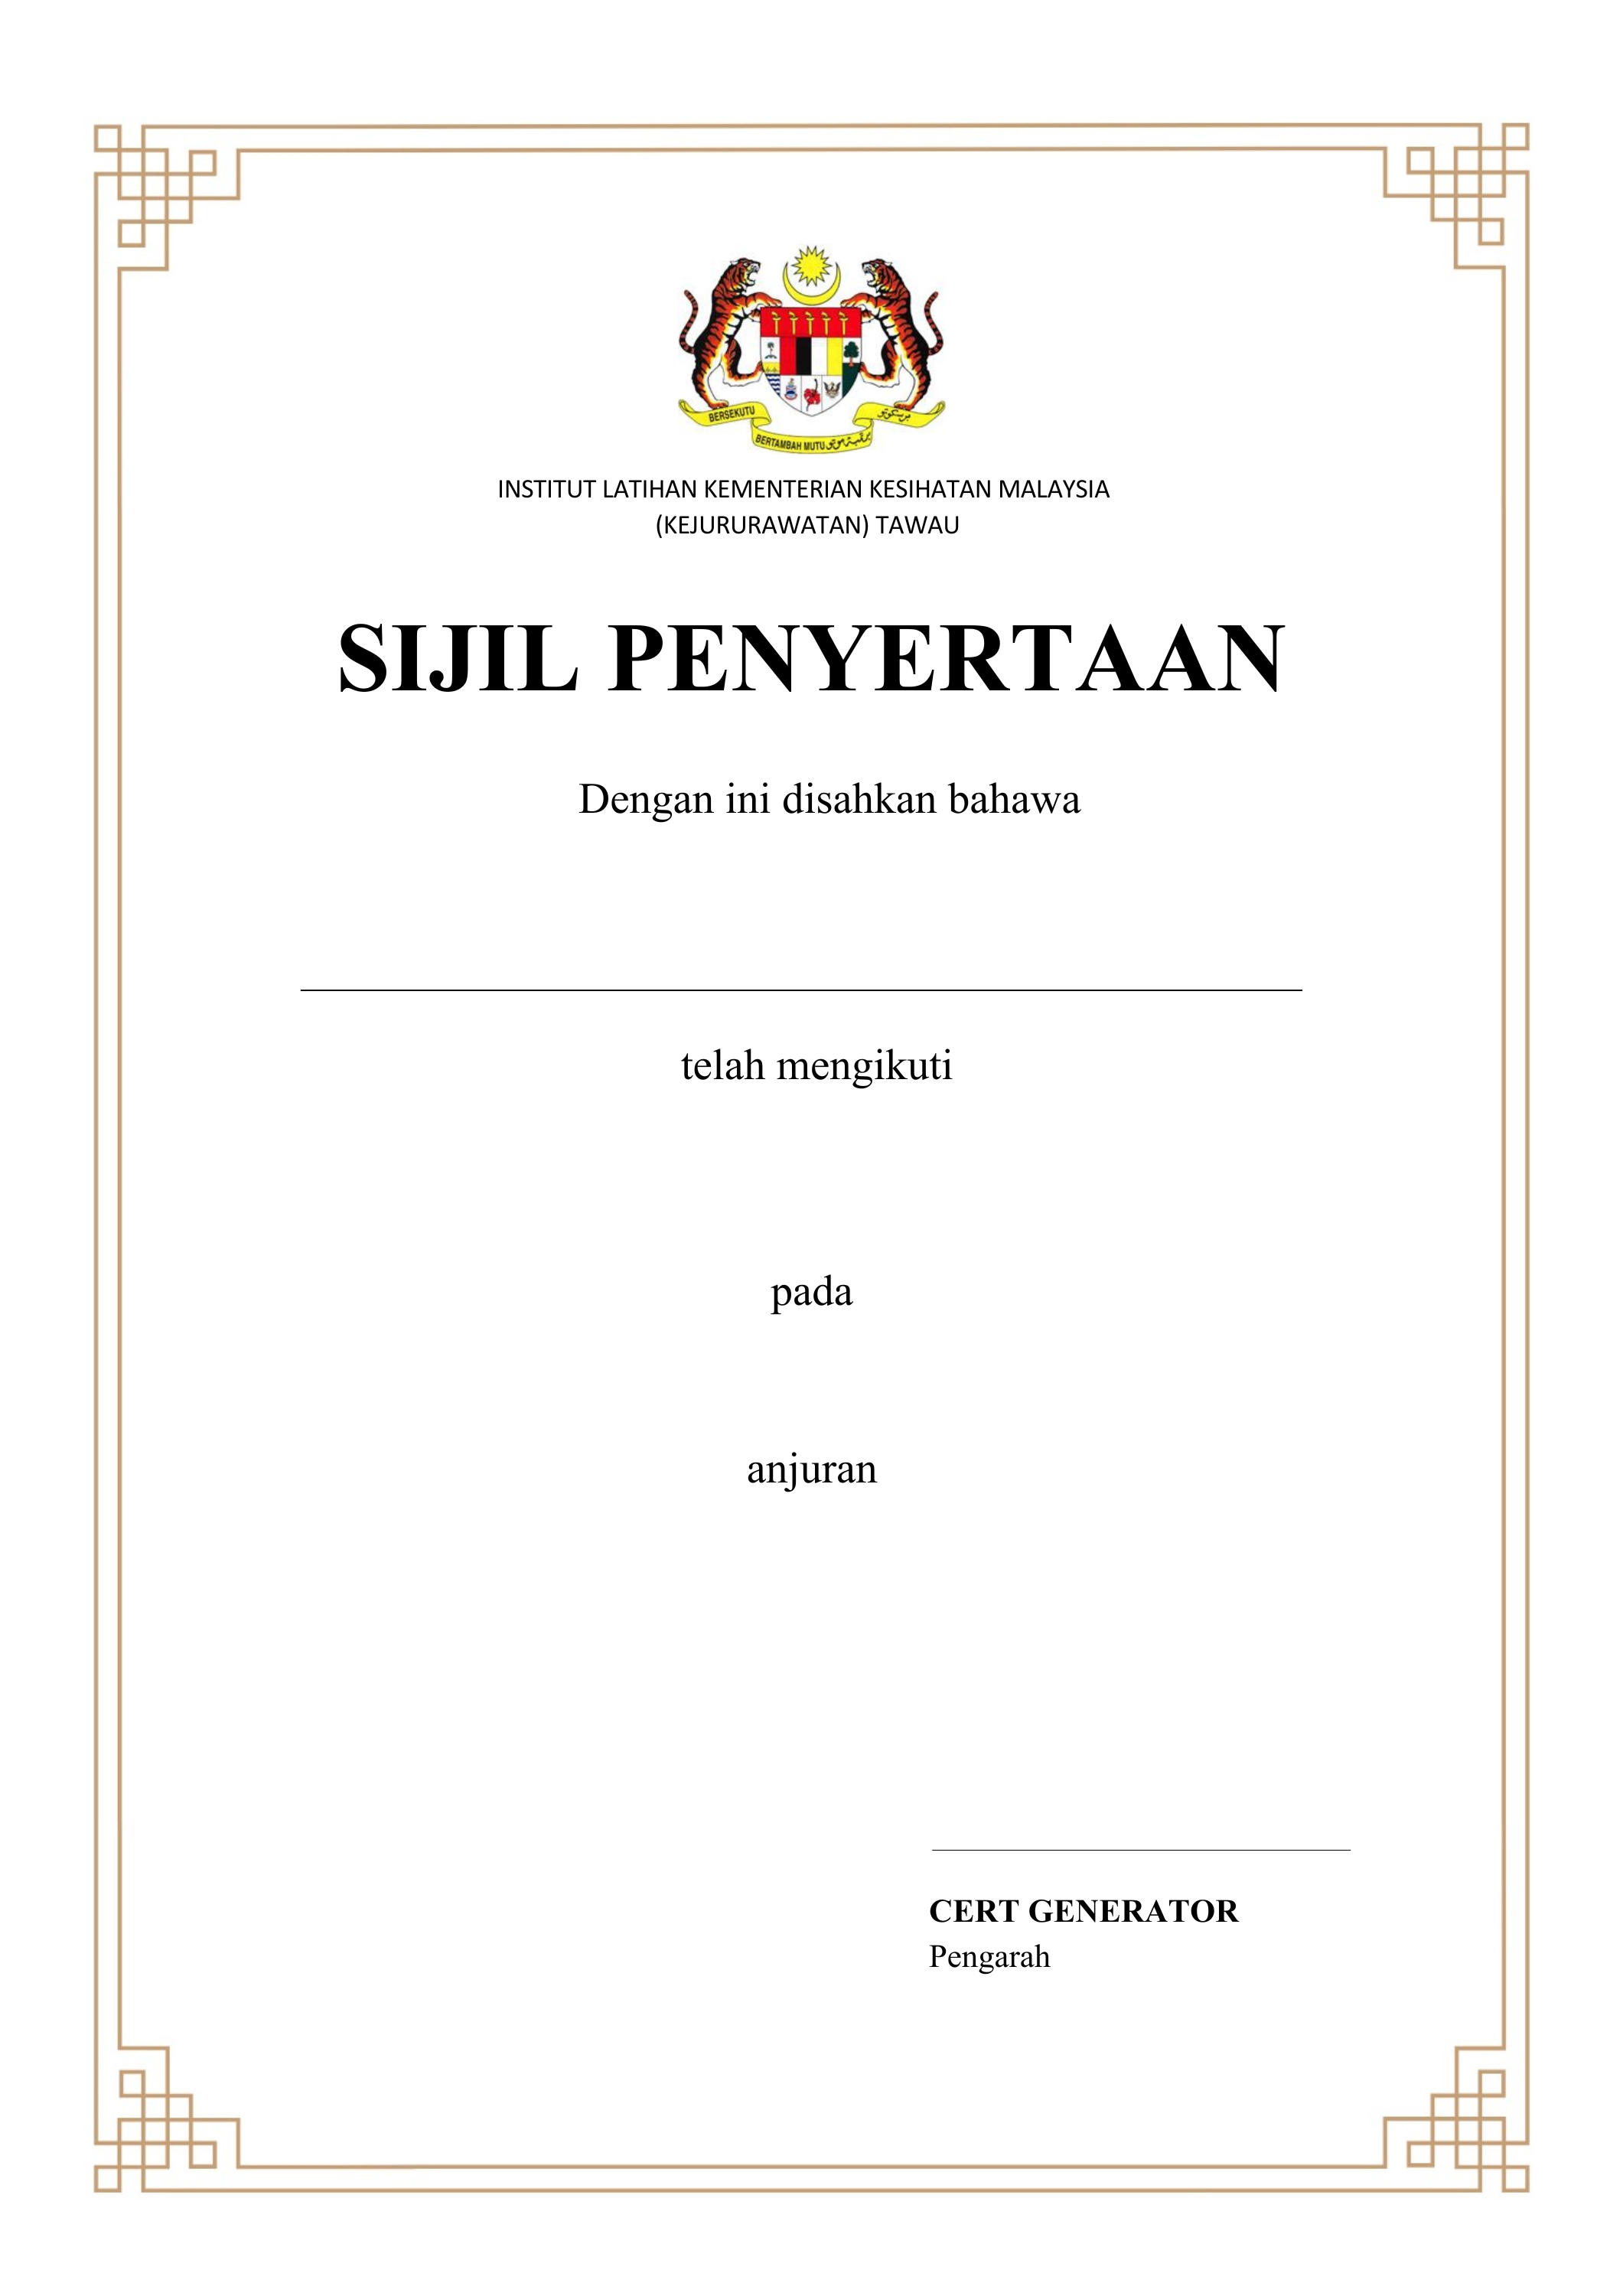 BERSEKUTU
برسکوتو
BERTAMBAH MUTU
INSTITUT LATIHAN KEMENTERIAN KESIHATAN MALAYSIA
(KEJURURAWATAN) TAWAU
SIJIL PENYERTAAN
Dengan ini disahkan bahawa
telah mengikuti
pada
anjuran
CERT GENERATOR
Pengarah